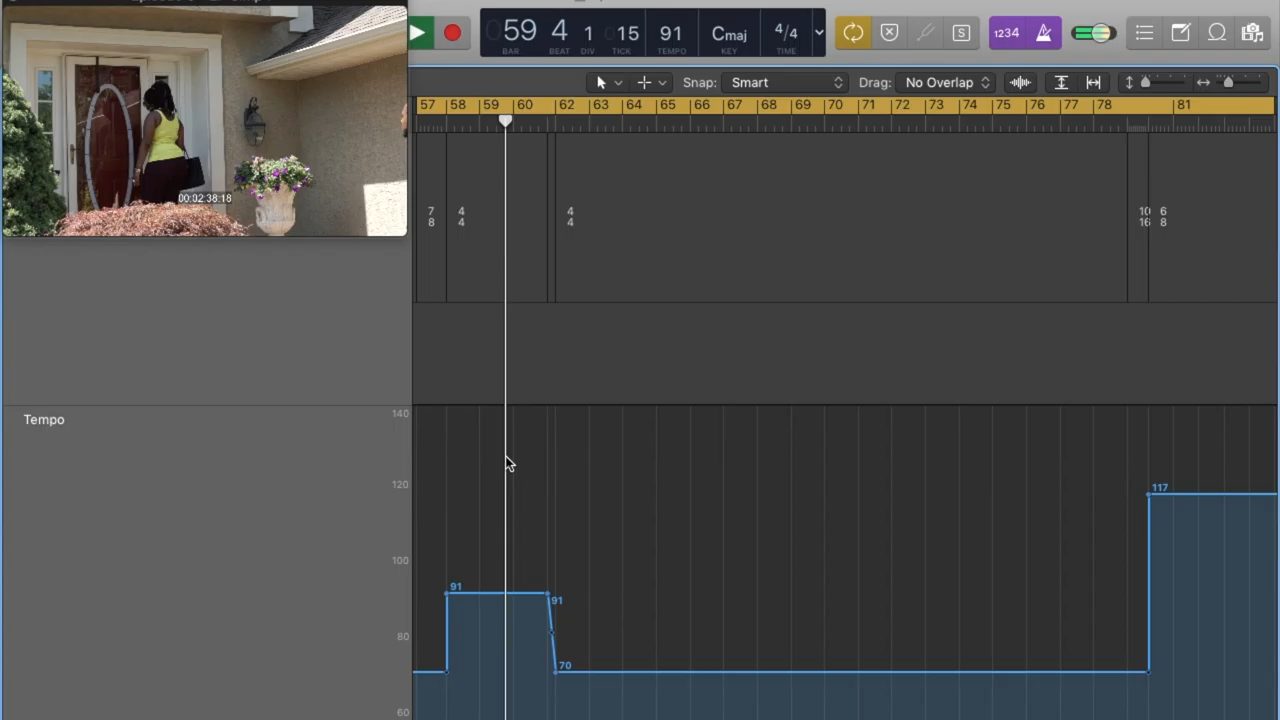 059 4 1 015 91 Cmaj 4/4
BAR BEAT DIV TICK TEMPO KEY TIME
S
1234
Snap: Smart
Drag: No Overlap
57 58 59 60 62 63 64 65 66 67 68 69 70 71 72 73 74 75 76 77 78 81
00:02:38:18
7 4 4 10 6
8 4 4 16 8
Tempo
140
120
117
100
91
91
80
70
60